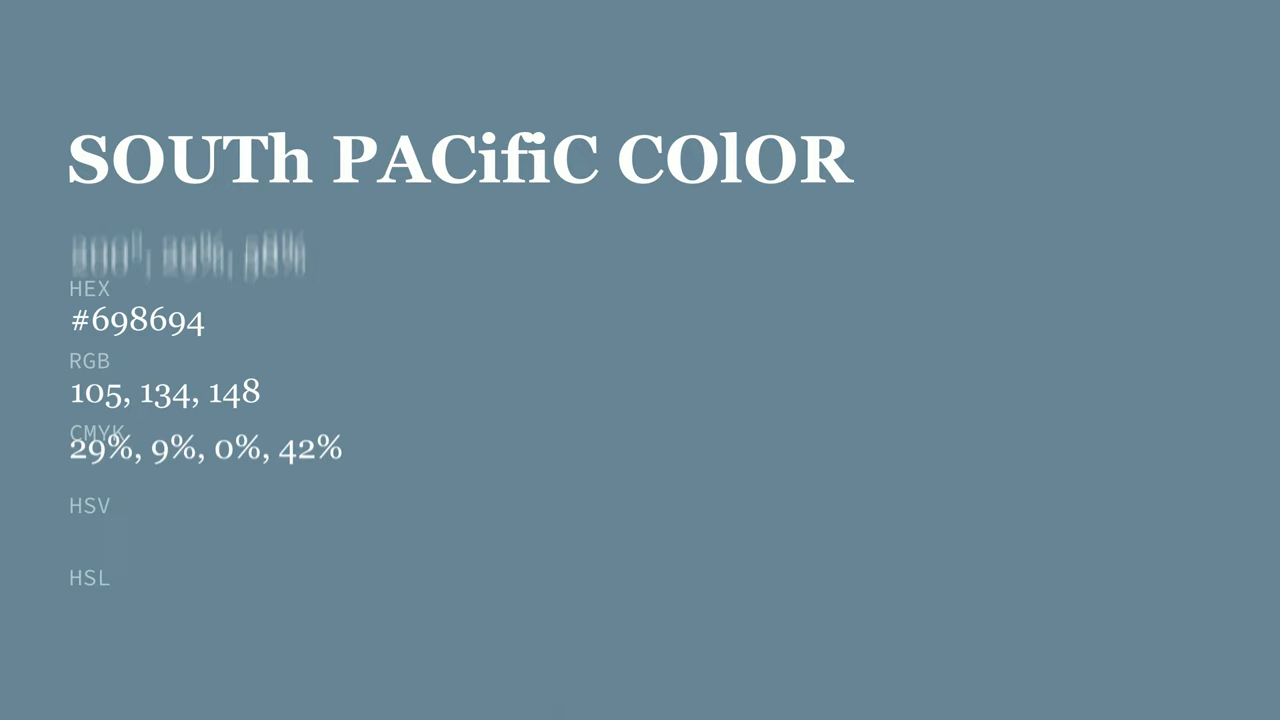 SOUTh PACifiC COlOR
HEX
#698694
RGB
105, 134, 148
CMYK
29%, 9%, 0%, 42%
HSV
HSL